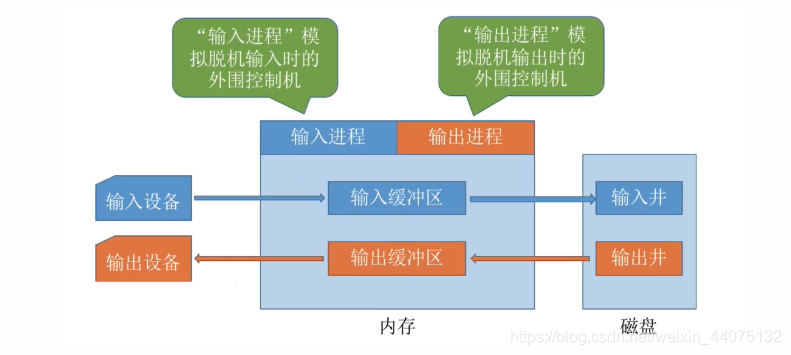 “输入进程”模
拟脱机输入时的
外围控制机
“输出进程”模
拟脱机输出时的
外围控制机
输入进程
输出进程
输入设备
输入缓冲区
输入井
输出设备
输出缓冲区
输出井
内存
磁盘
https://blog.csdn.net/weixin_44075132